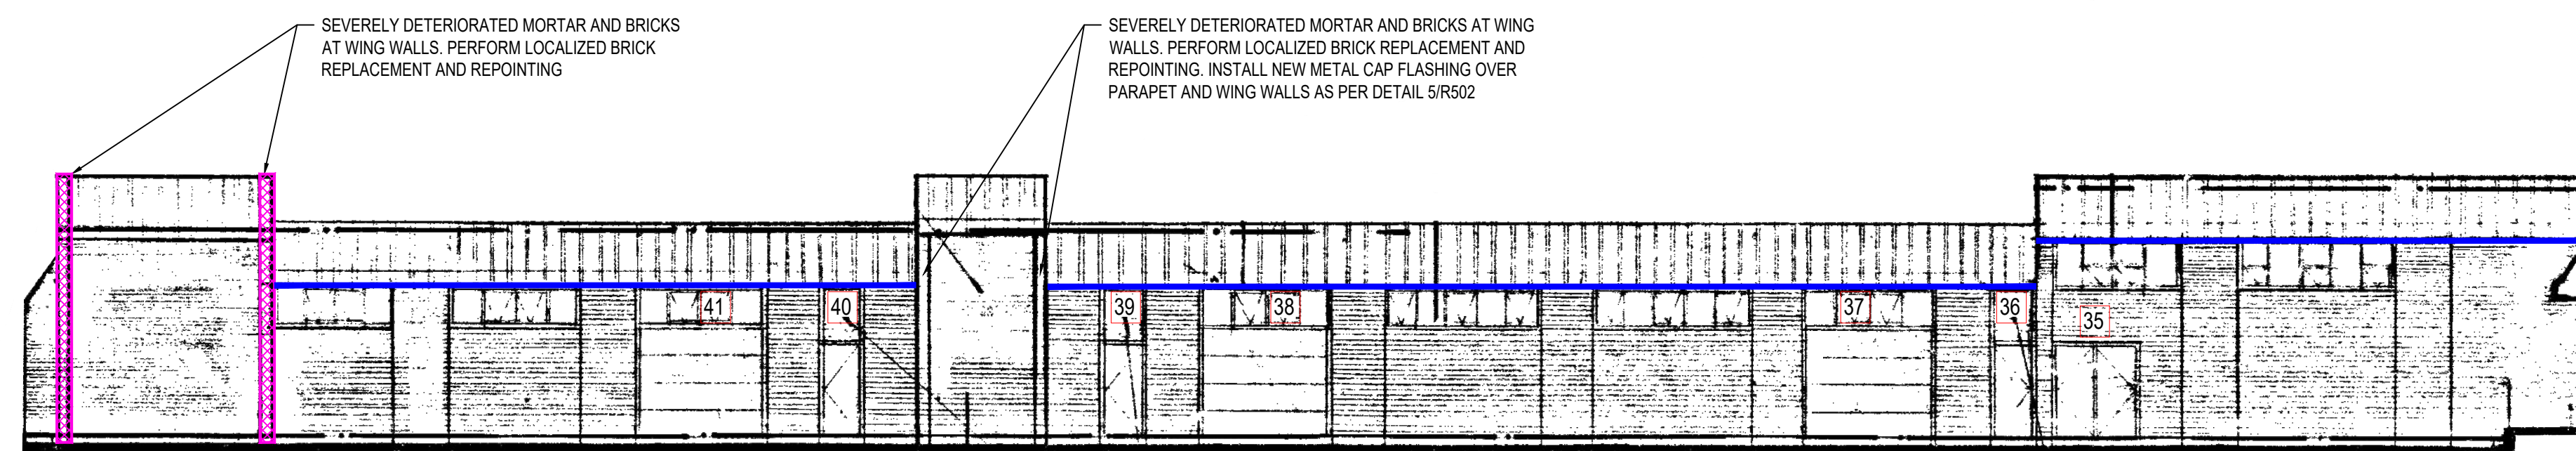 SEVERELY DETERIORATED MORTAR AND BRICKS
AT WING WALLS. PERFORM LOCALIZED BRICK
REPLACEMENT AND REPOINTING
SEVERELY DETERIORATED MORTAR AND BRICKS AT WING
WALLS. PERFORM LOCALIZED BRICK REPLACEMENT AND
REPOINTING. INSTALL NEW METAL CAP FLASHING OVER
PARAPET AND WING WALLS AS PER DETAIL 5/R502
41
40
39
38
37
36
35